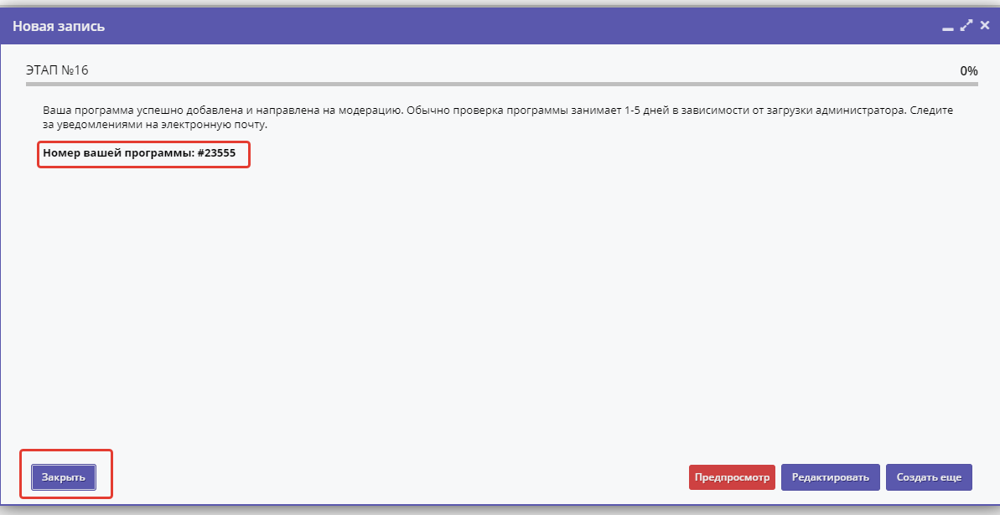 Новая запись
ЭТАП №16
0%
Ваша программа успешно добавлена и направлена на модерацию. Обычно проверка программы занимает 1-5 дней в зависимости от загрузки администратора. Следите
за уведомлениями на электронную почту.
Номер вашей программы: #23555
Закрыть
Предпросмотр
Редактировать
Создать еще